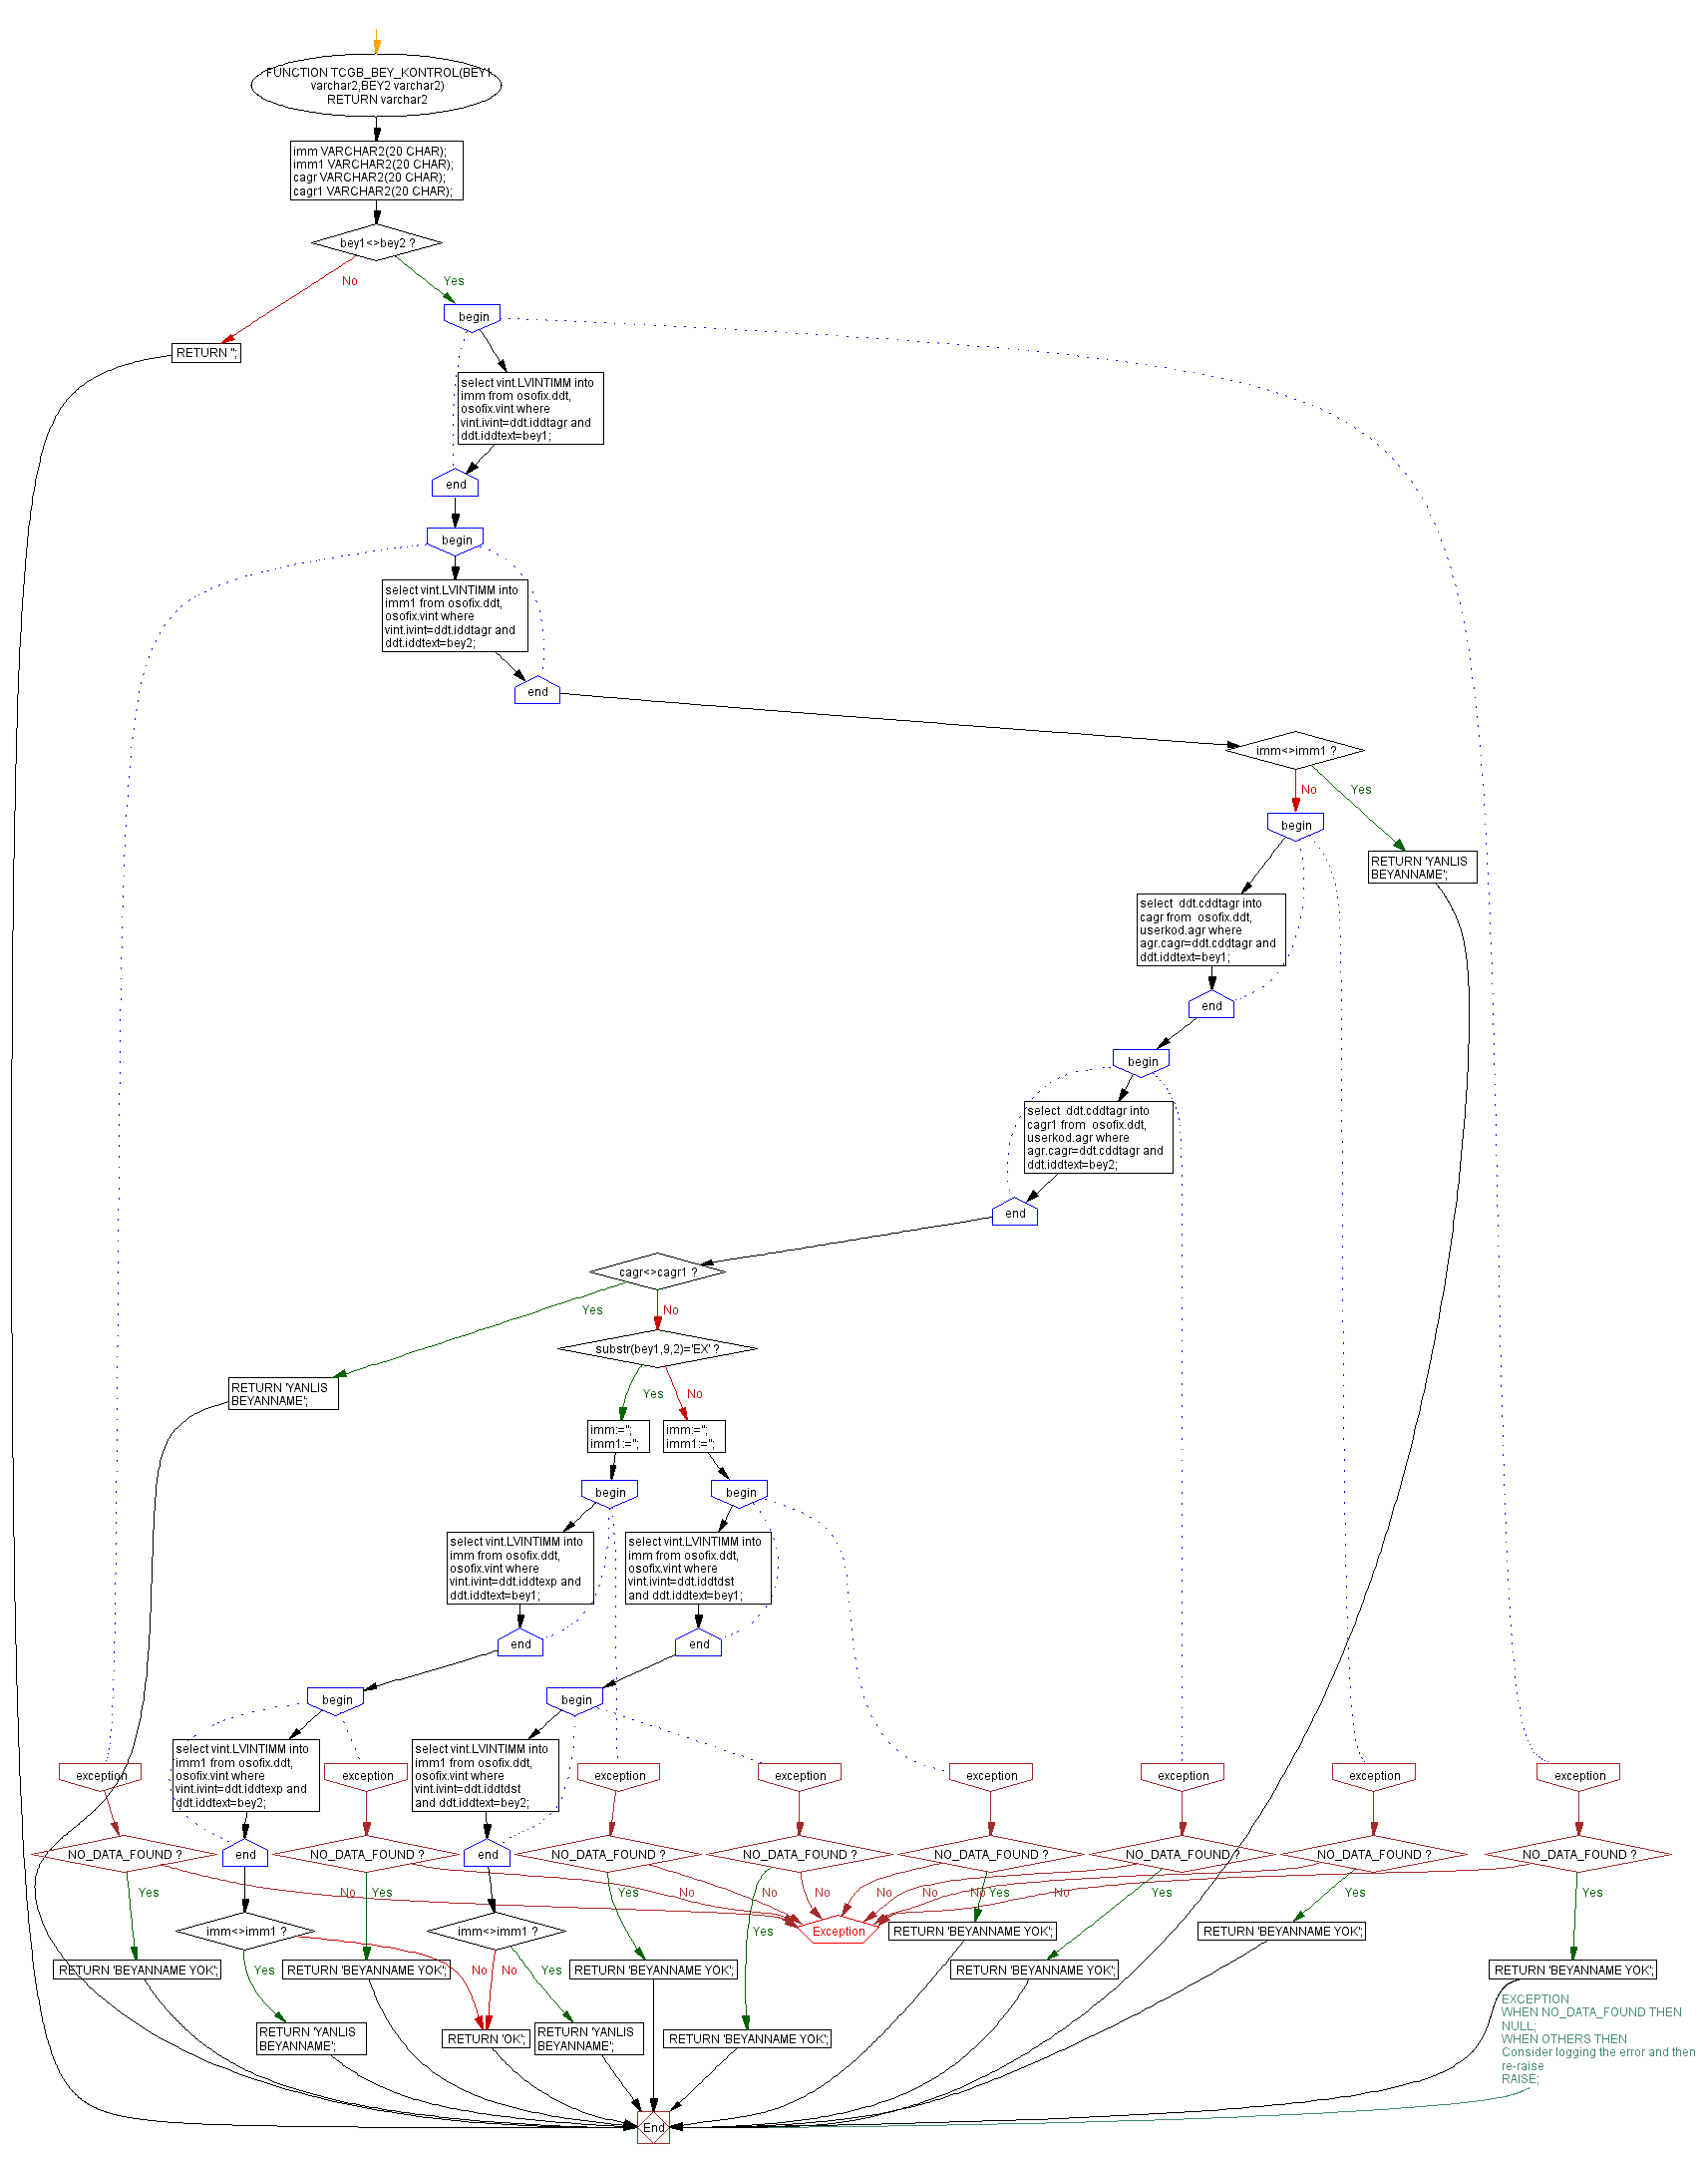 FUNCTION TCGB_BEY_KONTROL(BEY1
varchar2,BEY2 varchar2)
RETURN varchar2
imm VARCHAR2(20 CHAR);
imm1 VARCHAR2(20 CHAR);
cagr VARCHAR2(20 CHAR);
cagr1 VARCHAR2(20 CHAR);
bey1<>bey2 ?
No
Yes
begin
RETURN '';
select vint.LVINTIMM into
imm from osofix.ddt,
osofix.vint where
vint.ivint=ddt.iddtagr and
ddt.iddtext=bey1;
end
begin
select vint.LVINTIMM into
imm1 from osofix.ddt,
osofix.vint where
vint.ivint=ddt.iddtagr and
ddt.iddtext=bey2;
end
imm<>imm1 ?
No
Yes
begin
RETURN 'YANLIS
BEYANNAME';
select  ddt.cddtagr into
cagr from  osofix.ddt,
userkod.agr where
agr.cagr=ddt.cddtagr and
ddt.iddtext=bey1;
end
begin
select  ddt.cddtagr into
cagr1 from  osofix.ddt,
userkod.agr where
agr.cagr=ddt.cddtagr and
ddt.iddtext=bey2;
end
cagr<>cagr1 ?
Yes
No
substr(bey1,9,2)='EX' ?
RETURN 'YANLIS
BEYANNAME';
Yes
No
imm:='';
imm1:='';
imm:='';
imm1:='';
begin
begin
select vint.LVINTIMM into
imm from osofix.ddt,
osofix.vint where
vint.ivint=ddt.iddtexp and
ddt.iddtext=bey1;
select vint.LVINTIMM into
imm from osofix.ddt,
osofix.vint where
vint.ivint=ddt.iddtdst
and ddt.iddtext=bey1;
end
end
begin
begin
select vint.LVINTIMM into
imm1 from osofix.ddt,
osofix.vint where
vint.ivint=ddt.iddtexp and
ddt.iddtext=bey2;
select vint.LVINTIMM into
imm1 from osofix.ddt,
osofix.vint where
vint.ivint=ddt.iddtdst
and ddt.iddtext=bey2;
exception
exception
exception
exception
exception
exception
exception
exception
NO_DATA_FOUND ?
end
NO_DATA_FOUND ?
end
NO_DATA_FOUND ?
NO_DATA_FOUND ?
NO_DATA_FOUND ?
NO_DATA_FOUND ?
NO_DATA_FOUND ?
NO_DATA_FOUND ?
Yes
No
Yes
Yes
No
No
No
No
No
No
Yes
No
Yes
Yes
Yes
imm<>imm1 ?
imm<>imm1 ?
Yes
Exception
RETURN 'BEYANNAME YOK';
RETURN 'BEYANNAME YOK';
RETURN 'BEYANNAME YOK';
Yes
RETURN 'BEYANNAME YOK';
No
No
Yes
RETURN 'BEYANNAME YOK';
RETURN 'BEYANNAME YOK';
RETURN 'BEYANNAME YOK';
RETURN 'YANLIS
BEYANNAME';
RETURN 'OK';
RETURN 'YANLIS
BEYANNAME';
RETURN 'BEYANNAME YOK';
EXCEPTION
WHEN NO_DATA_FOUND THEN
NULL;
WHEN OTHERS THEN
Consider logging the error and then
re-raise
RAISE;
End